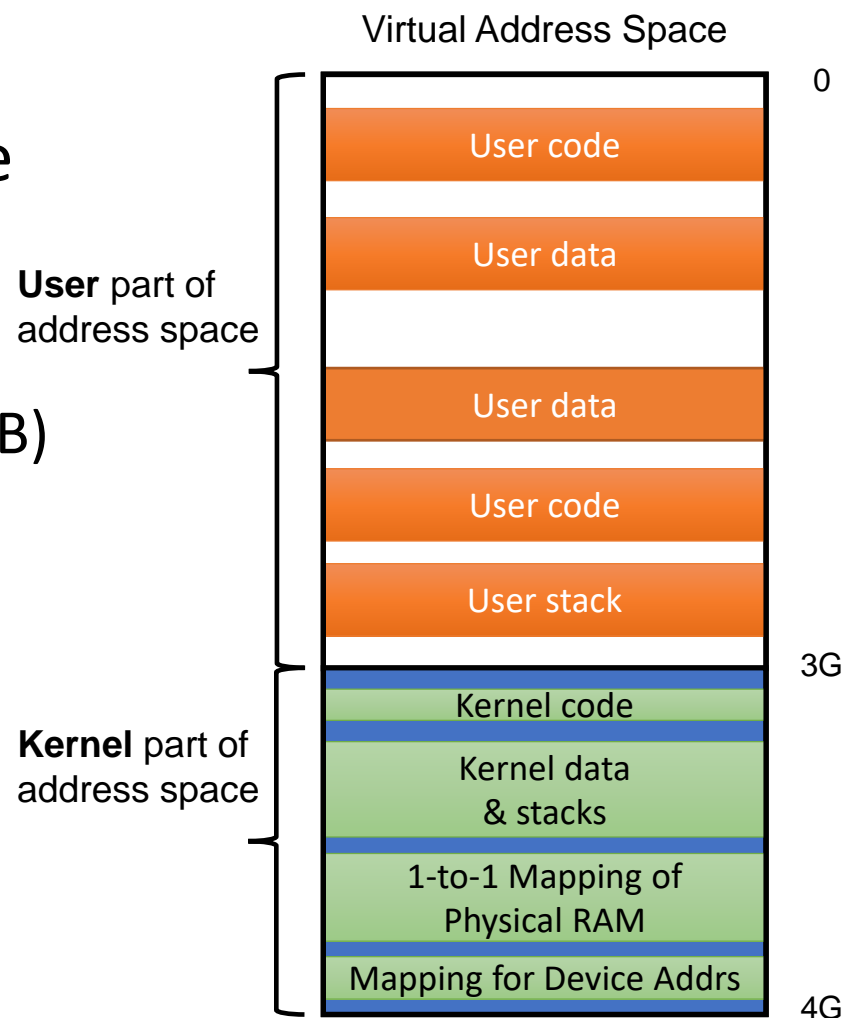 Virtual Address Space
0
e
User code
User data
User part of
address space
User data
B)
User code
User stack
3G
Kernel code
Kernel part of
address space
Kernel data
& stacks
1-to-1 Mapping of
Physical RAM
Mapping for Device Addrs
4G